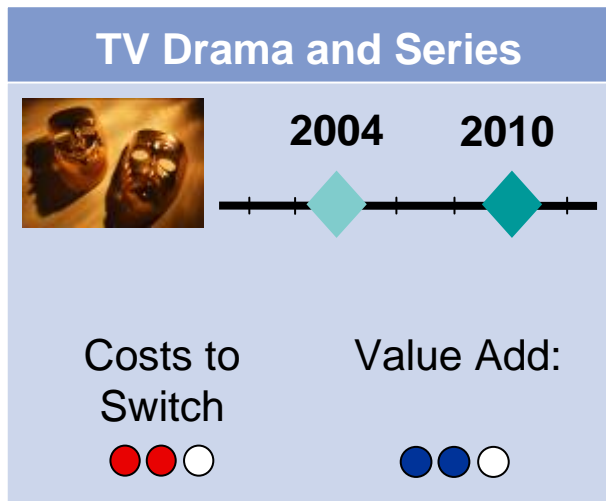 TV Drama and Series
2004 2010
Costs to Value Add:
Switch